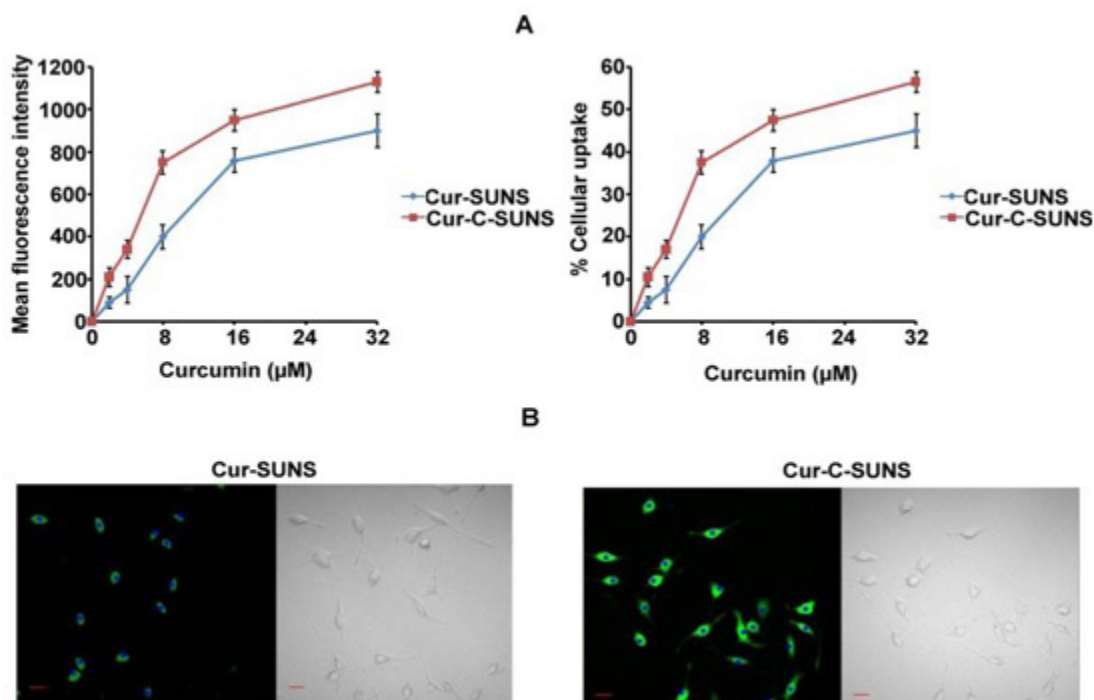 A
Mean fluorescence intensity
1200
1000
800
600
400
200
0
0 8 16 24 32
Curcumin (µM)
Cur-SUNS
Cur-C-SUNS
% Cellular uptake
60
50
40
30
20
10
0
0 8 16 24 32
Curcumin (µM)
Cur-SUNS
Cur-C-SUNS
B
Cur-SUNS
Cur-C-SUNS